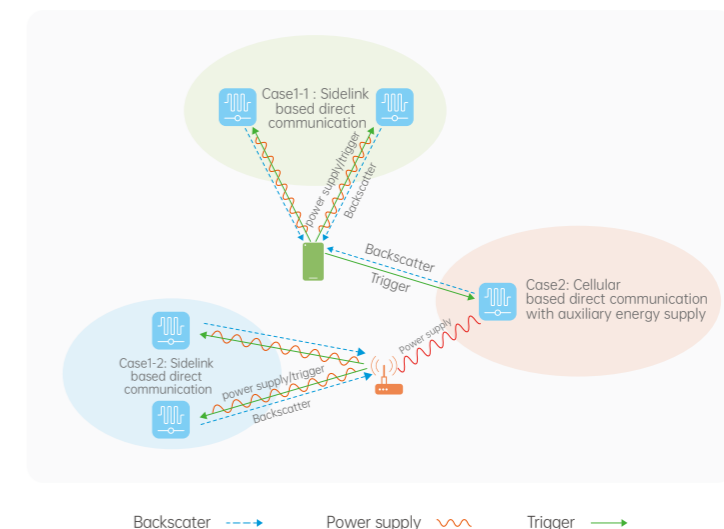 Case1-1 : Sidelink
based direct
communication
power supply/trigger
Backscatter
Backscatter
Trigger
Case2: Cellular
based direct communication
with auxiliary energy supply
Power supply
Case1-2: Sidelink
based direct
communication
power supply/trigger
Backscatter
Backscater
Power supply
Trigger